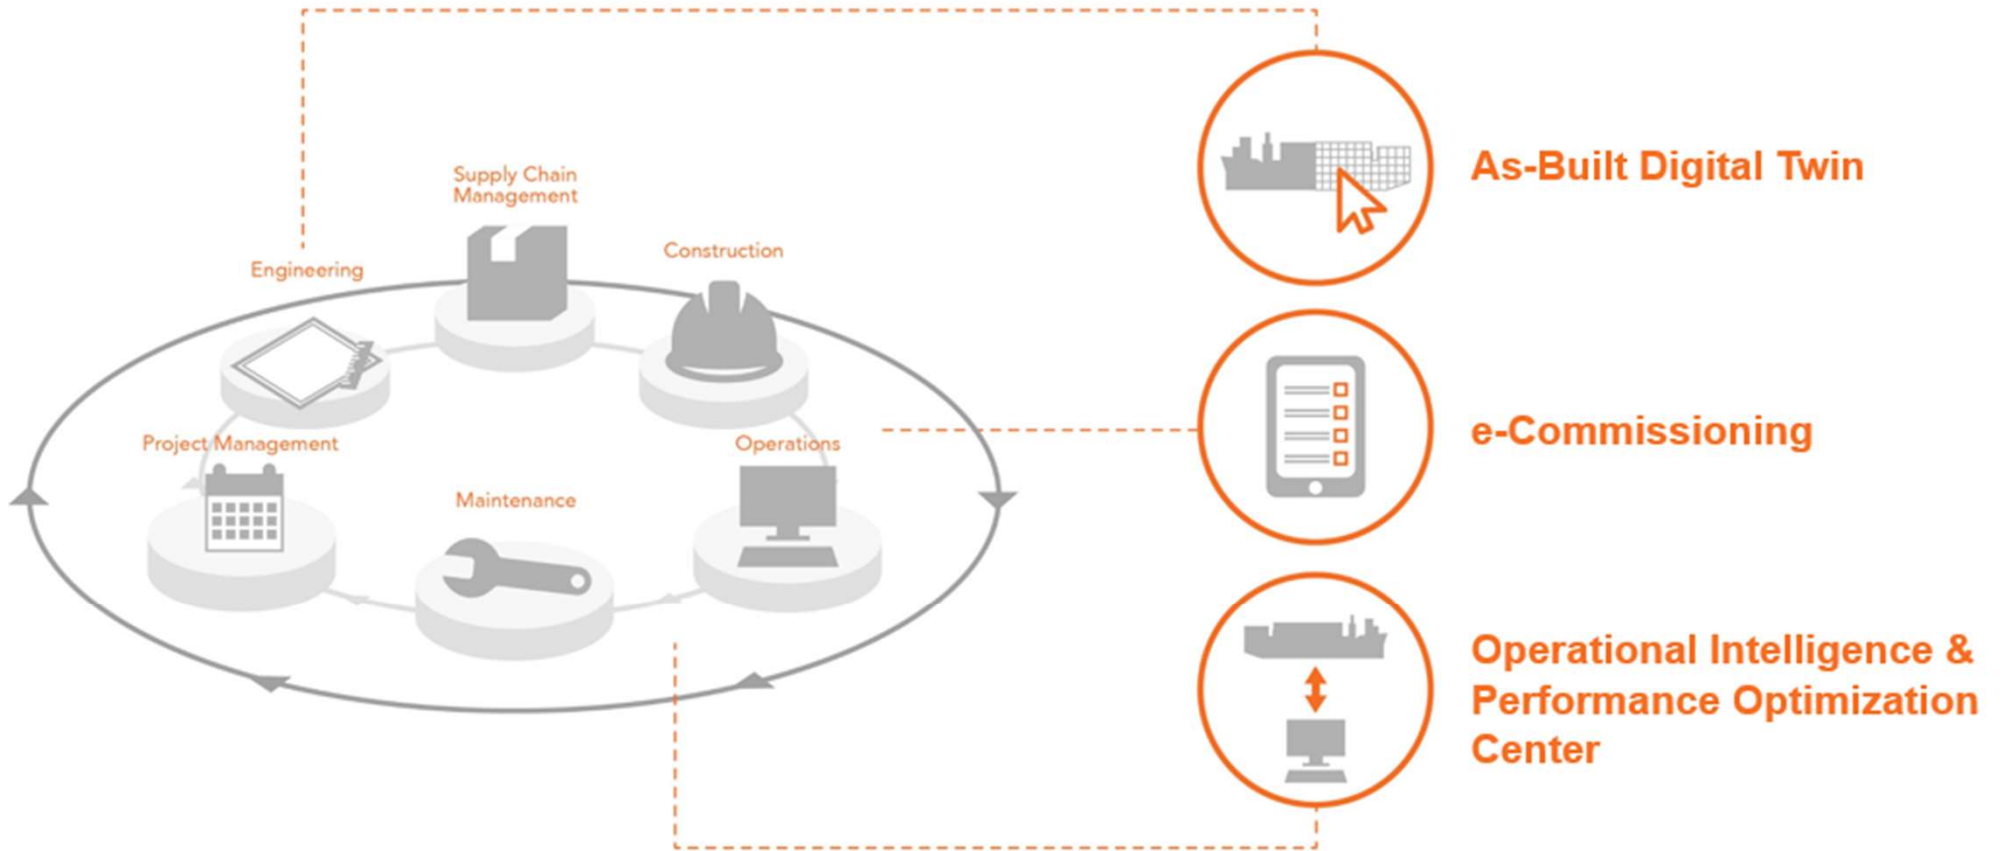 Supply Chain
Management
Construction
Engineering
Project Management
Operations
Maintenance
As-Built Digital Twin
e-Commissioning
Operational Intelligence &
Performance Optimization
Center